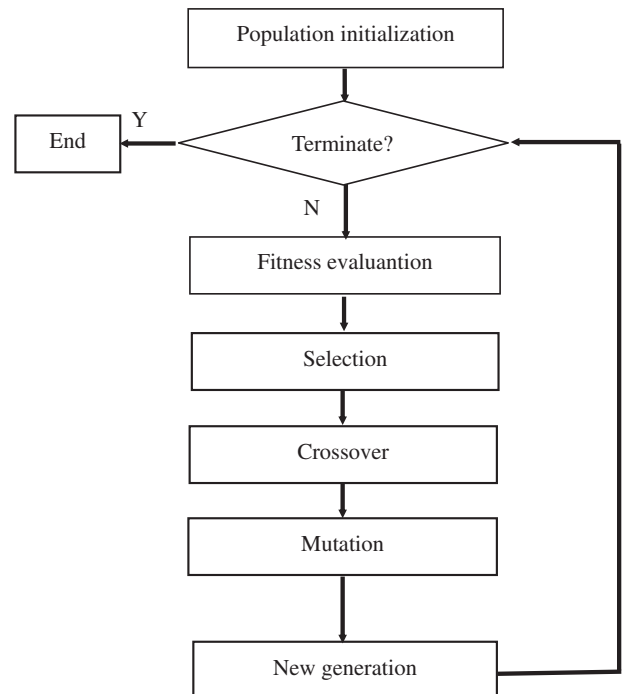 Population initialization
Y
End
Terminate?
N
Fitness evaluantion
Selection
Crossover
Mutation
New generation